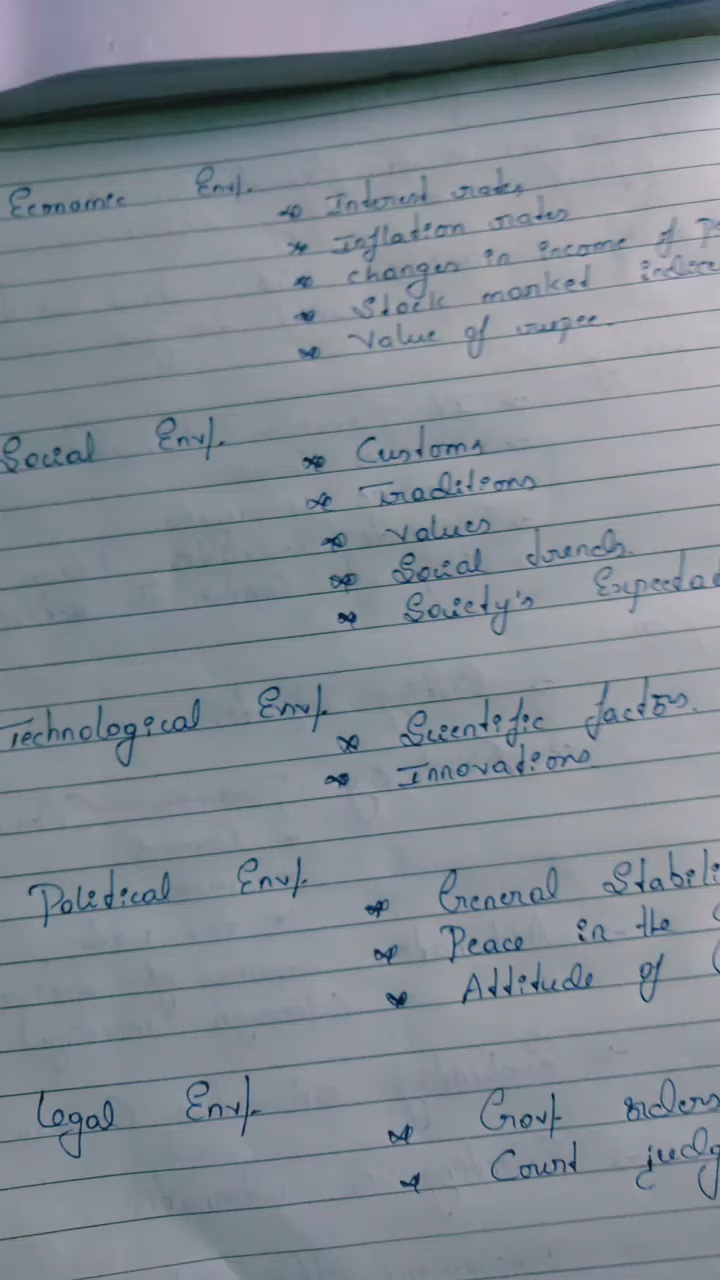 Economic Env.
Interest rates
Inflation rates
changes in income of
Stock market
Value of rupee.
Social Env.
Customs
Traditions
values
Social trends.
Society's
Technological Env.
Scientific factors.
Innovations
Political Env.
General
Peace in the
Attitude of
Legal Env.
Govt
Court